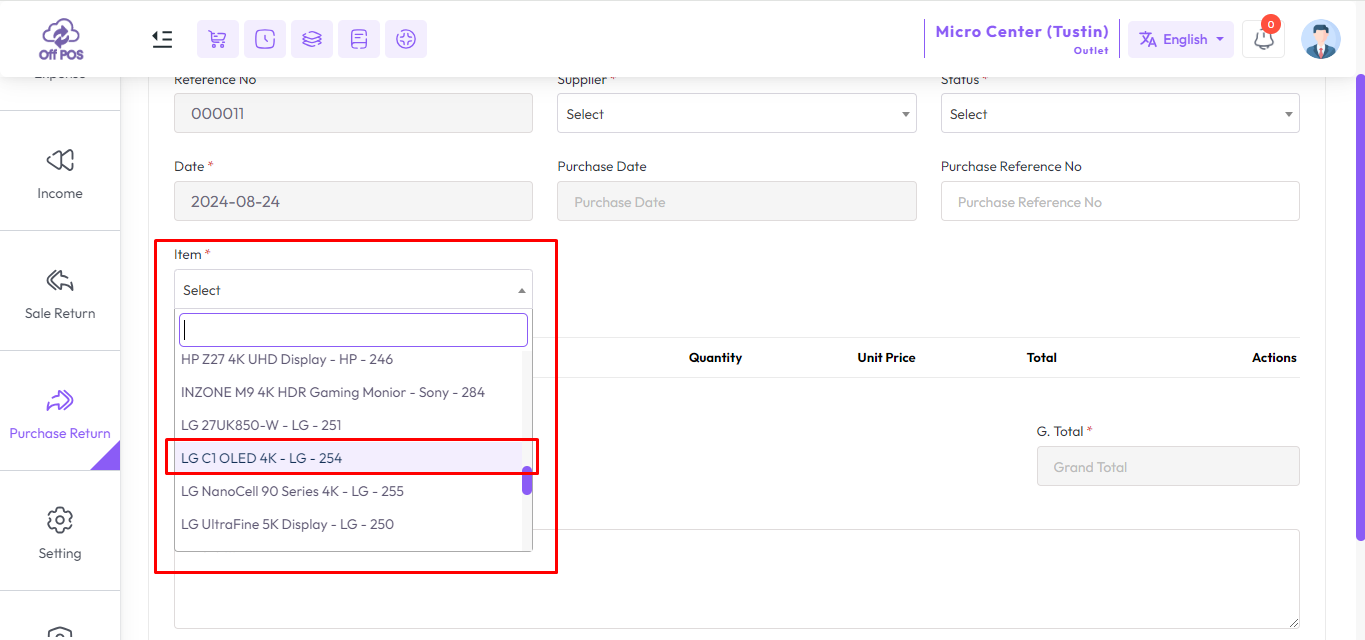 Off POS
Micro Center (Tustin)
Outlet
English
0
Expense
Income
Sale Return
Purchase Return
Setting
Reference No
Supplier *
Status *
000011
Select
Select
Date *
Purchase Date
Purchase Reference No
2024-08-24
Purchase Date
Purchase Reference No
Item *
Select
HP Z27 4K UHD Display - HP - 246
INZONE M9 4K HDR Gaming Monior - Sony - 284
LG 27UK850-W - LG - 251
LG C1 OLED 4K - LG - 254
LG NanoCell 90 Series 4K - LG - 255
LG UltraFine 5K Display - LG - 250
Quantity Unit Price Total Actions
G. Total *
Grand Total